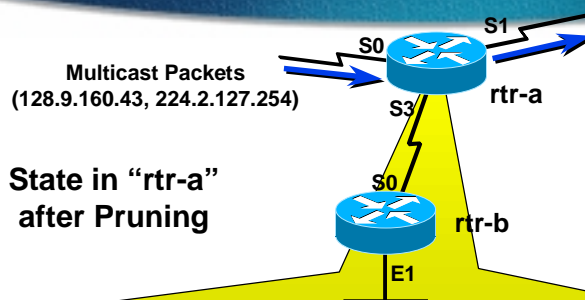 S1
S0
Multicast Packets
(128.9.160.43, 224.2.127.254)
rtr-a
S3
State in “rtr-a”
after Pruning
S0
rtr-b
E1